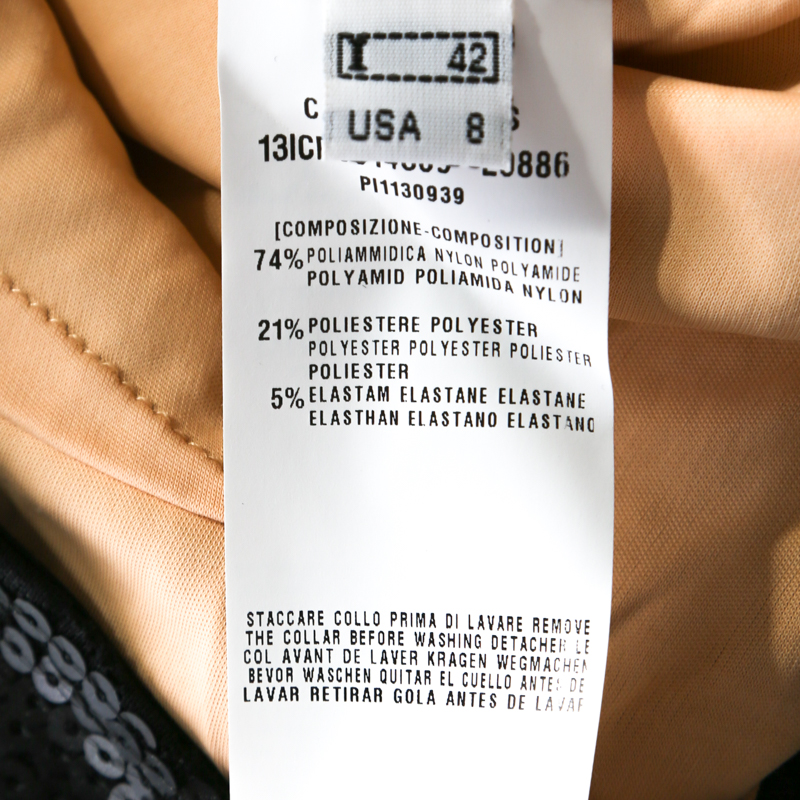 I 42
USA 8
PI1130939
[COMPOSIZIONE-COMPOSITION]
74% POLIAMMIDICA NYLON POLYAMIDE
POLYAMID POLIAMIDA NYLON
21% POLIESTERE POLYESTER
POLYESTER POLYESTER POLIESTER
POLIESTER
5% ELASTAM ELASTANE ELASTANE
ELASTHAN ELASTANO ELASTANO
STACCARE COLLO PRIMA DI LAVARE REMOVE
THE COLLAR BEFORE WASHING DETACHER LE
COL AVANT DE LAVER KRAGEN WEGMACHEN
BEVOR WASCHEN QUITAR EL CUELLO ANTES DE
LAVAR RETIRAR GOLA ANTES DE LAVAR